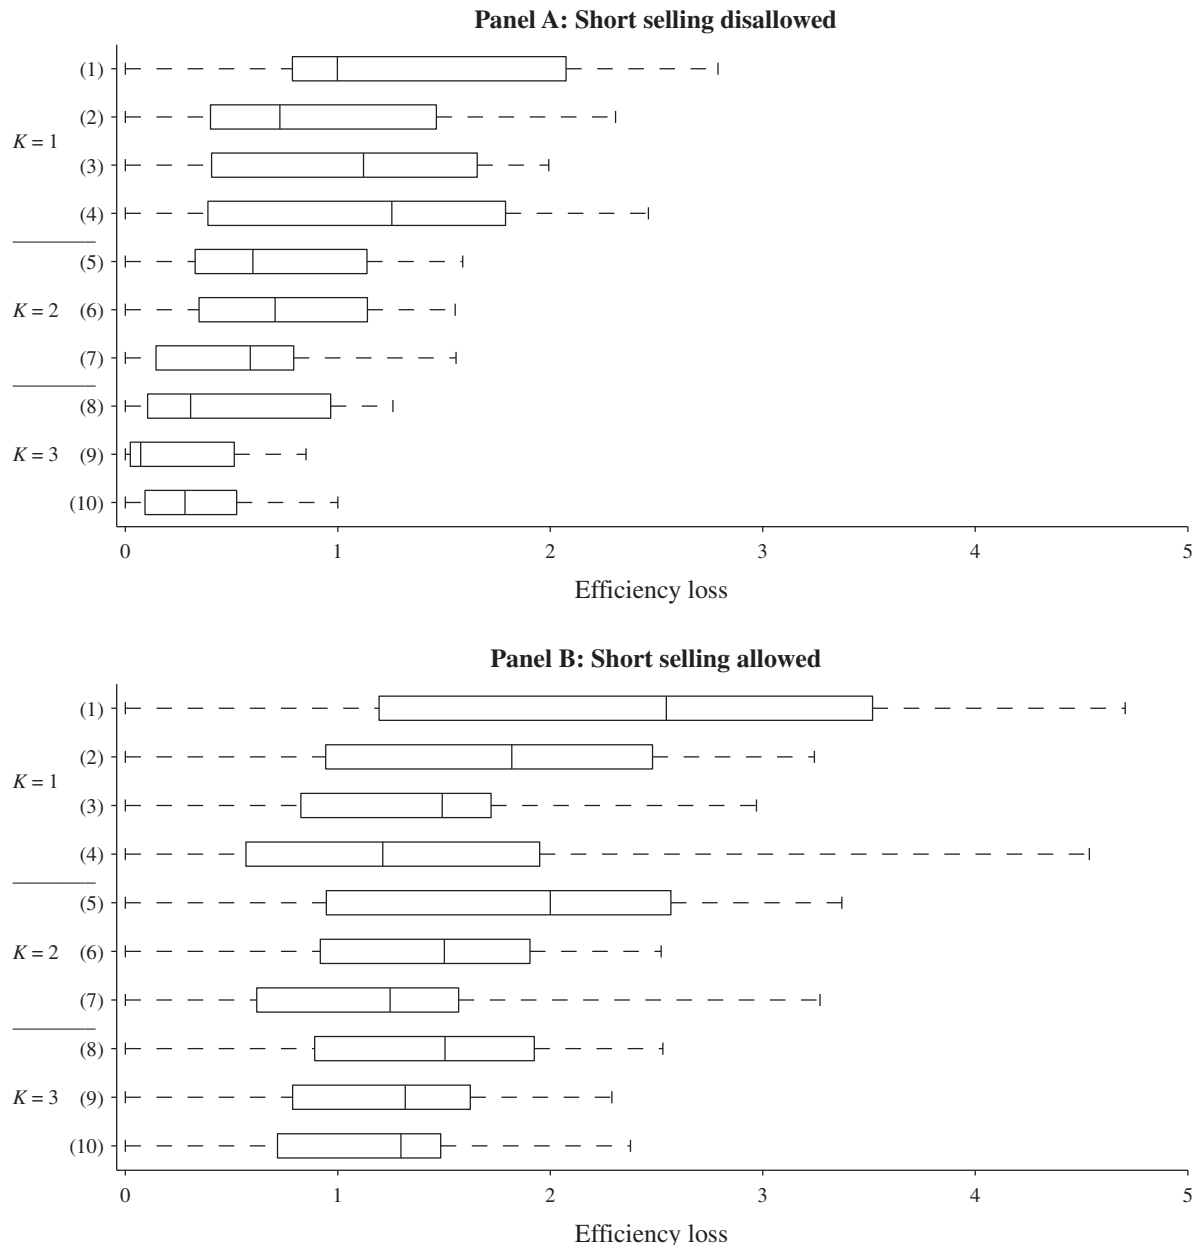 Panel A: Short selling disallowed
(1)
(2)
K = 1
(3)
(4)
(5)
K = 2 (6)
(7)
(8)
K = 3 (9)
(10)
0 1 2 3 4 5
Efficiency loss
Panel B: Short selling allowed
(1)
(2)
K = 1
(3)
(4)
(5)
K = 2 (6)
(7)
(8)
K = 3 (9)
(10)
0 1 2 3 4 5
Efficiency loss